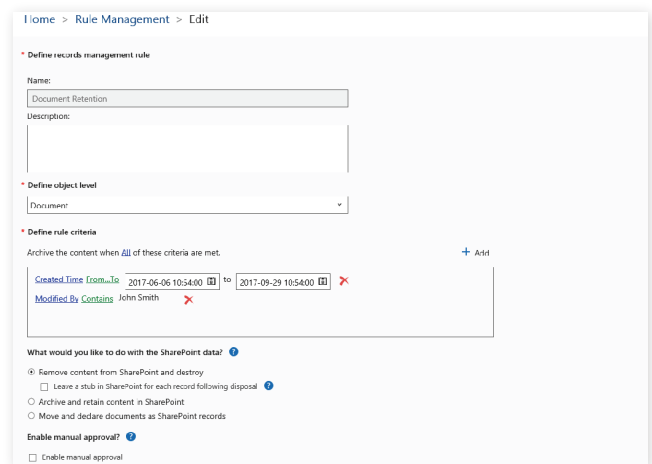 Home > Rule Management > Edit
* Define records management rule
Name:
Document Retention
Description:
* Define object level
Document
* Define rule criteria
Archive the content when All of these criteria are met.
+ Add
Created Time From...To 2017-06-06 10:54:00 to 2017-09-29 10:54:00
Modified By Contains John Smith
What would you like to do with the SharePoint data? ?
Remove content from SharePoint and destroy
Leave a stub in SharePoint for each record following disposal ?
Archive and retain content in SharePoint
Move and declare documents as SharePoint records
Enable manual approval? ?
Enable manual approval